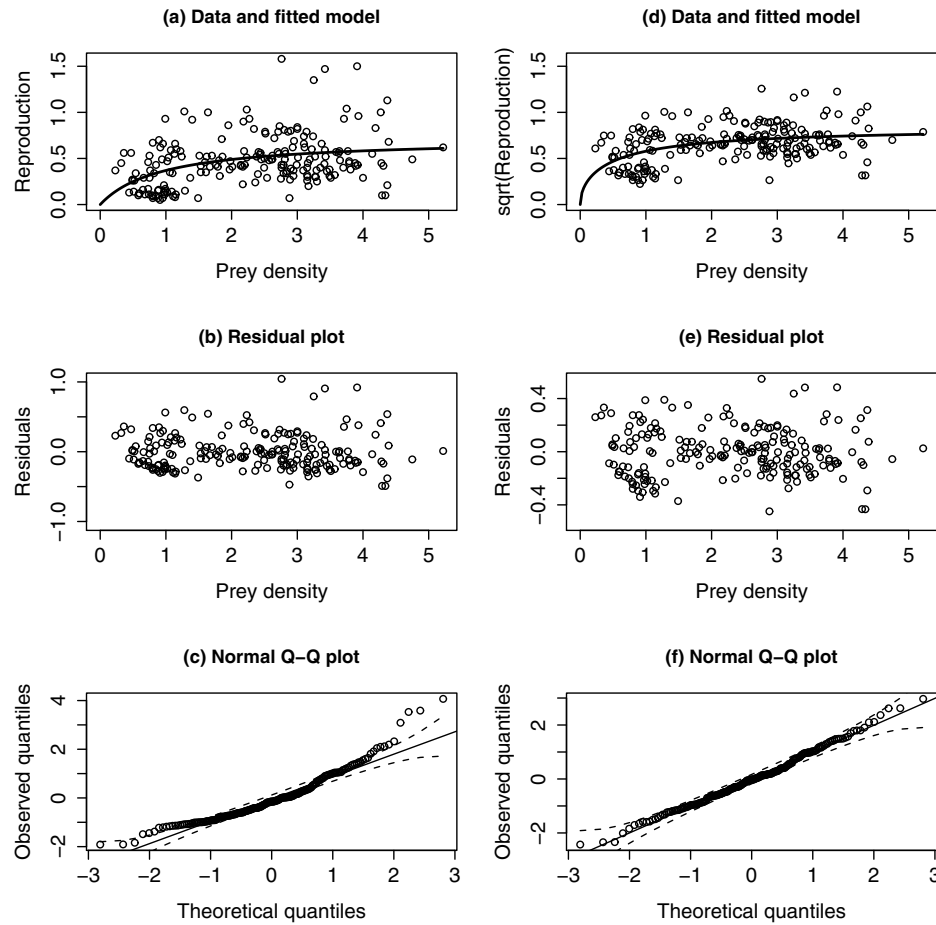 (a) Data and fitted model
Reproduction
0.0 0.5 1.0 1.5
0 1 2 3 4 5
Prey density
(d) Data and fitted model
sqrt(Reproduction)
0.0 0.5 1.0 1.5
0 1 2 3 4 5
Prey density
(b) Residual plot
Residuals
−1.0 0.0 1.0
0 1 2 3 4 5
Prey density
(e) Residual plot
Residuals
−0.4 0.0 0.4
0 1 2 3 4 5
Prey density
(c) Normal Q−Q plot
Observed quantiles
−2 0 2 4
−3 −2 −1 0 1 2 3
Theoretical quantiles
(f) Normal Q−Q plot
Observed quantiles
−2 0 2
−3 −2 −1 0 1 2 3
Theoretical quantiles